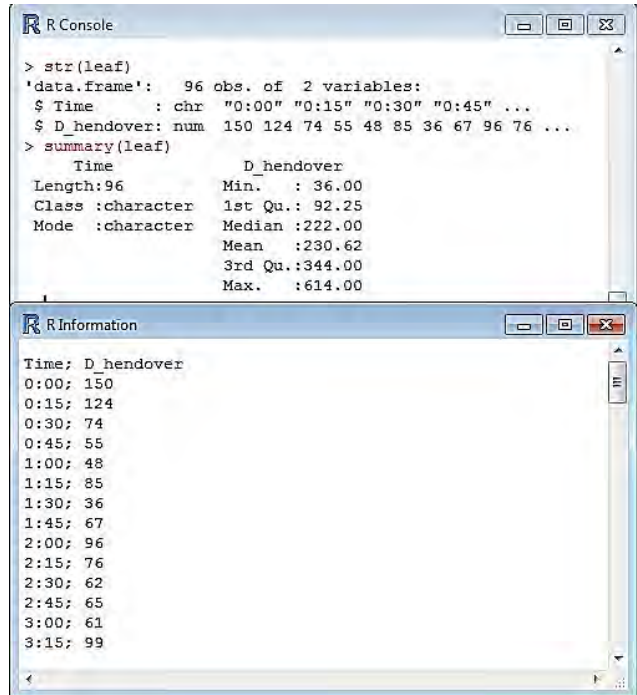 R R Console
> str(leaf)
'data.frame':   96 obs. of  2 variables:
 $ Time      : chr  "0:00" "0:15" "0:30" "0:45" ...
 $ D_hendover: num  150 124 74 55 48 85 36 67 96 76 ...
> summary(leaf)
     Time             D_hendover
 Length:96          Min.   : 36.00
 Class :character   1st Qu.: 92.25
 Mode  :character   Median :222.00
                    Mean   :230.62
                    3rd Qu.:344.00
                    Max.   :614.00
R R Information
Time; D_hendover
0:00; 150
0:15; 124
0:30; 74
0:45; 55
1:00; 48
1:15; 85
1:30; 36
1:45; 67
2:00; 96
2:15; 76
2:30; 62
2:45; 65
3:00; 61
3:15; 99